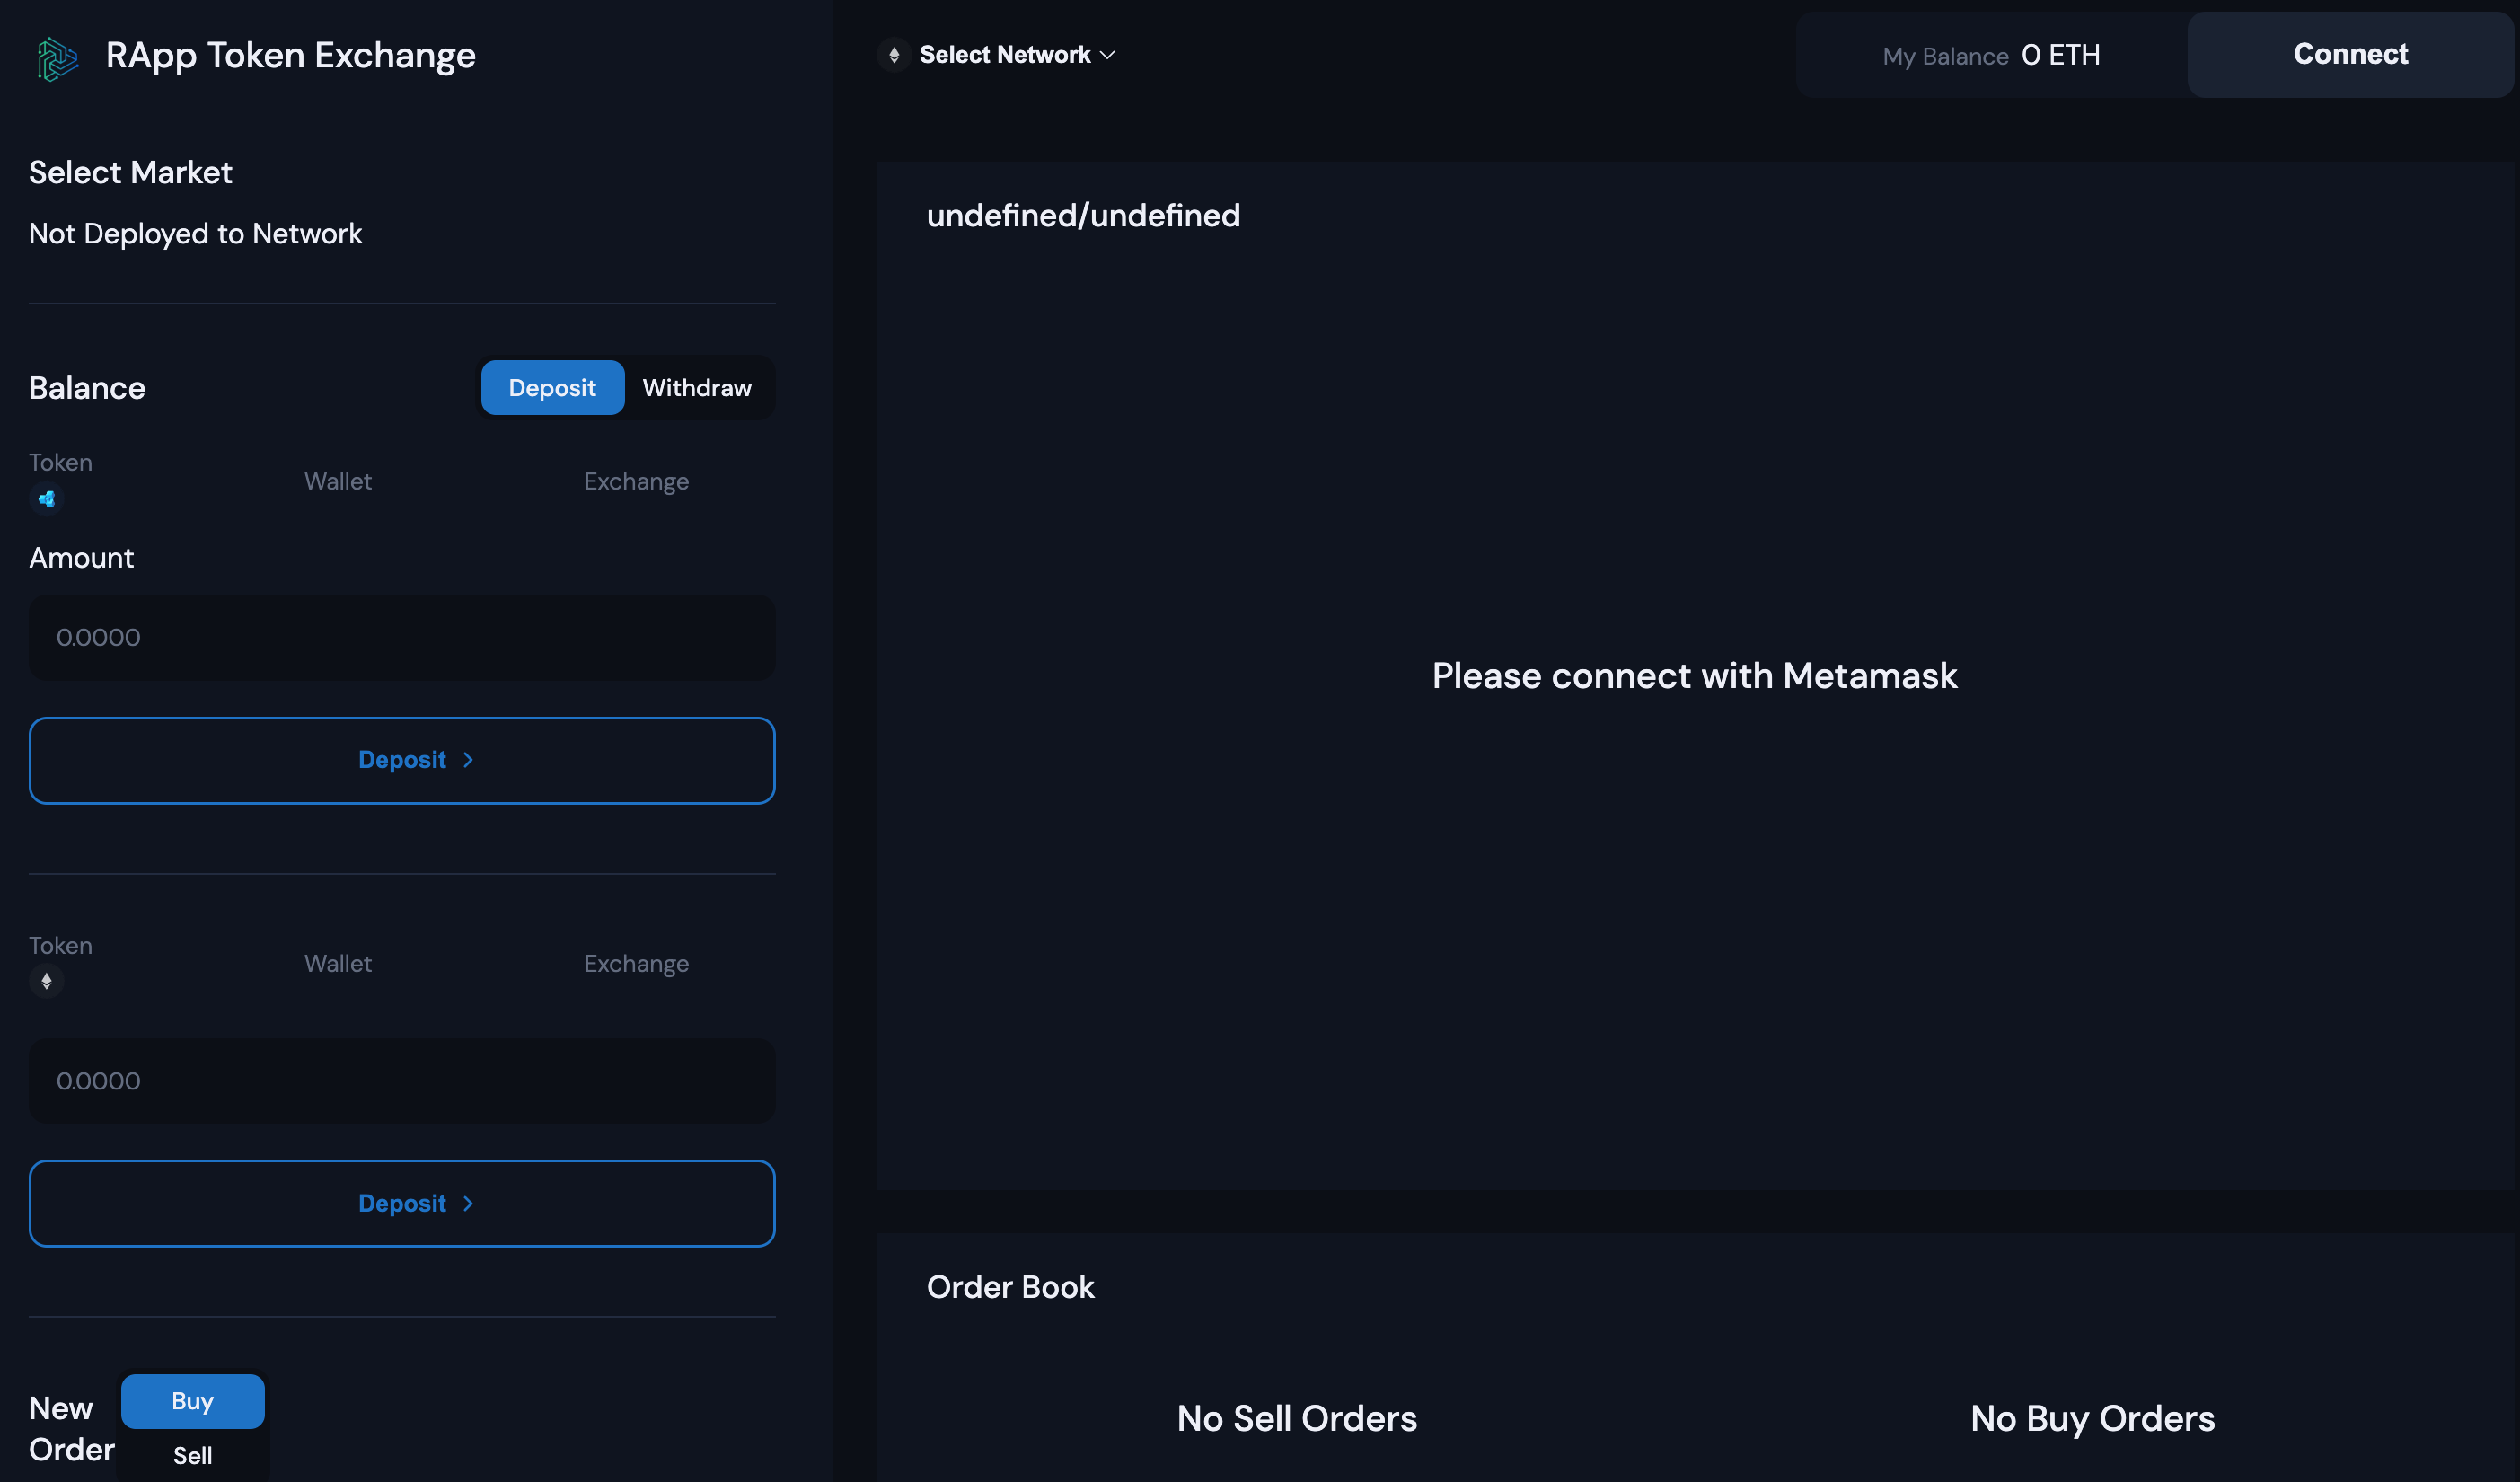 RApp Token Exchange
Select Network
My Balance 0 ETH
Connect
Select Market
Not Deployed to Network
Balance
Deposit
Withdraw
Token
Wallet
Exchange
Amount
0.0000
Deposit
Token
Wallet
Exchange
0.0000
Deposit
New
Order
Buy
Sell
undefined/undefined
Please connect with Metamask
Order Book
No Sell Orders
No Buy Orders